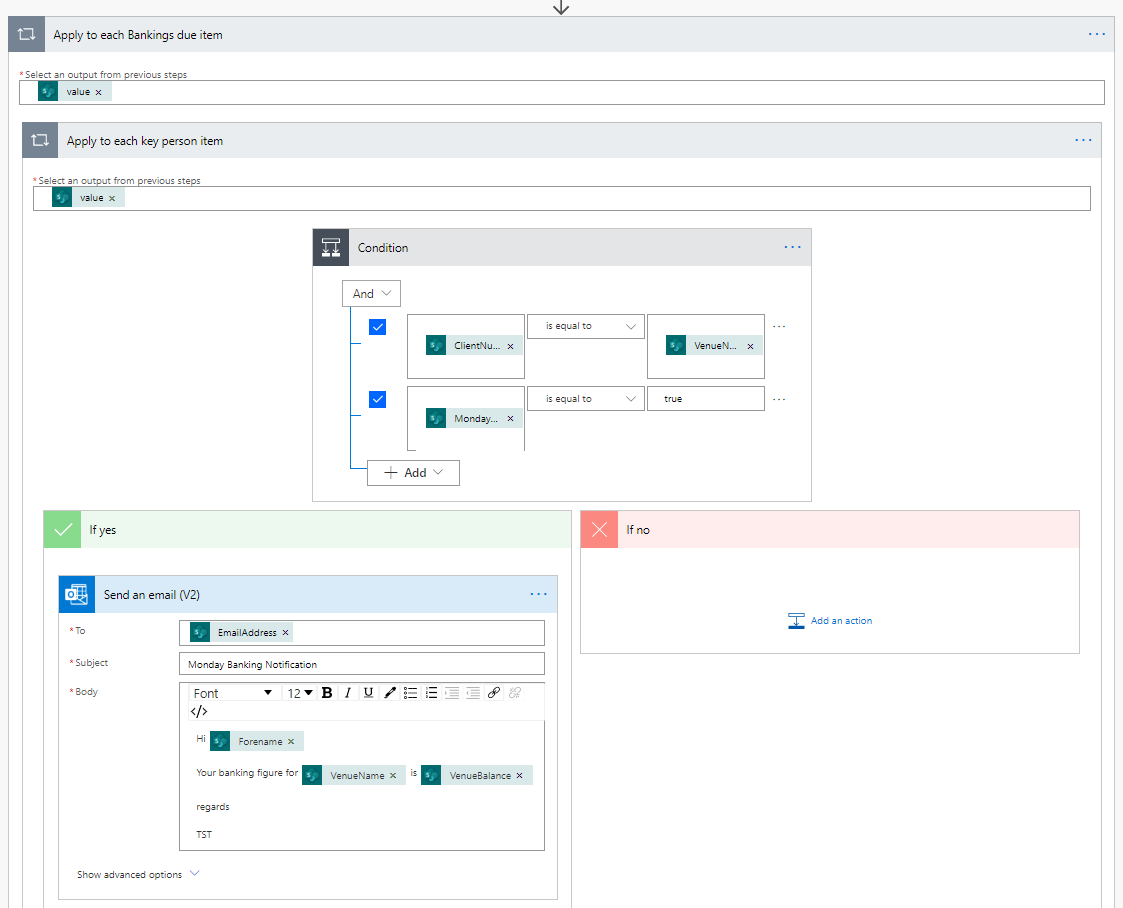 Apply to each Bankings due item
* Select an output from previous steps
value ×
Apply to each key person item
* Select an output from previous steps
value ×
Condition
And
ClientNu... ×
is equal to
VenueN... ×
Monday... ×
is equal to
true
+ Add
If yes
If no
Send an email (V2)
Add an action
* To
EmailAddress ×
* Subject
Monday Banking Notification
* Body
Font 12 B I U
</>
Hi Forename ×
Your banking figure for VenueName × is VenueBalance ×
regards
TST
Show advanced options